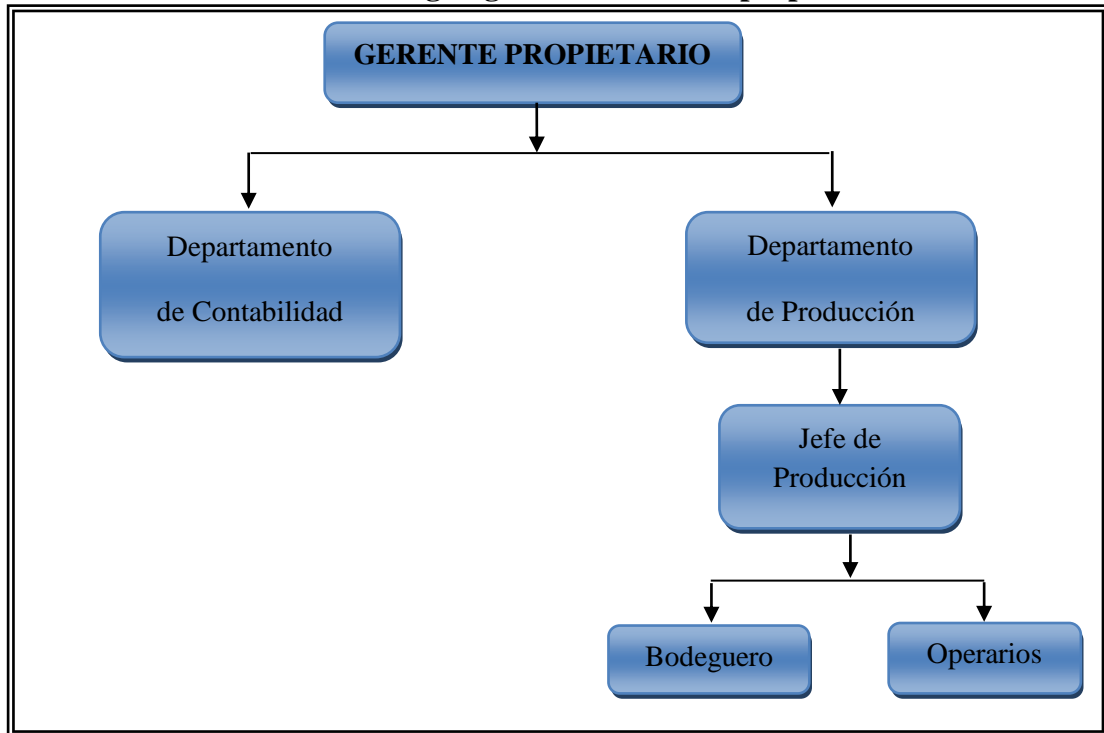 GERENTE PROPIETARIO
Departamento
de Contabilidad
Departamento
de Producción
Jefe de
Producción
Bodeguero
Operarios